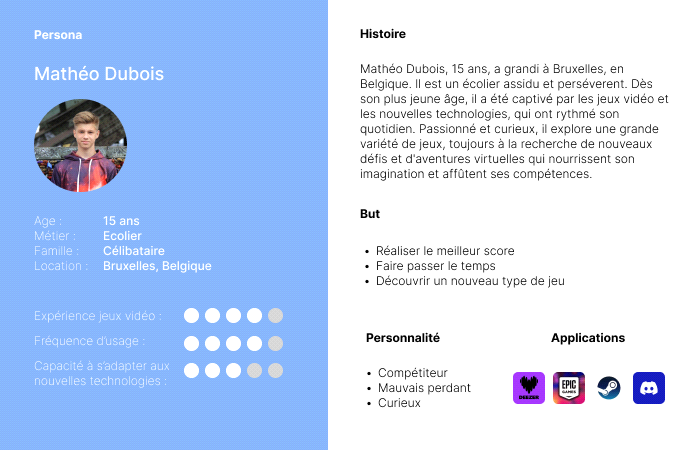 Persona
Mathéo Dubois
Age :
15 ans
Métier :
Ecolier
Famille :
Célibataire
Location :
Bruxelles, Belgique
Expérience jeux vidéo :
Fréquence d'usage :
Capacité à s'adapter aux
nouvelles technologies :
Histoire
Mathéo Dubois, 15 ans, a grandi à Bruxelles, en
Belgique. Il est un écolier assidu et perséverent. Dès
son plus jeune âge, il a été captivé par les jeux vidéo et
les nouvelles technologies, qui ont rythmé son
quotidien. Passionné et curieux, il explore une grande
variété de jeux, toujours à la recherche de nouveaux
défis et d'aventures virtuelles qui nourrissent son
imagination et affûtent ses compétences.
But
• Réaliser le meilleur score
• Faire passer le temps
• Découvrir un nouveau type de jeu
Personnalité
• Compétiteur
• Mauvais perdant
• Curieux
Applications
DEEZER
EPIC
GAMES